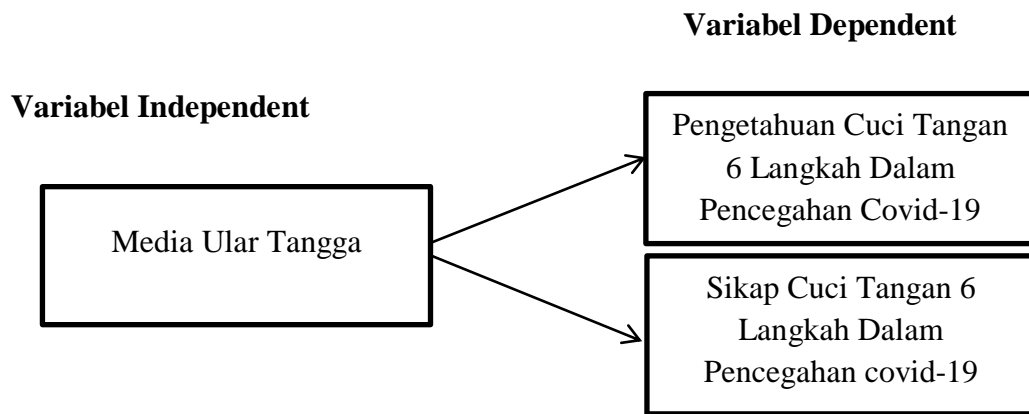 Variabel Dependent
Variabel Independent
Pengetahuan Cuci Tangan
6 Langkah Dalam
Pencegahan Covid-19
Media Ular Tangga
Sikap Cuci Tangan 6
Langkah Dalam
Pencegahan covid-19